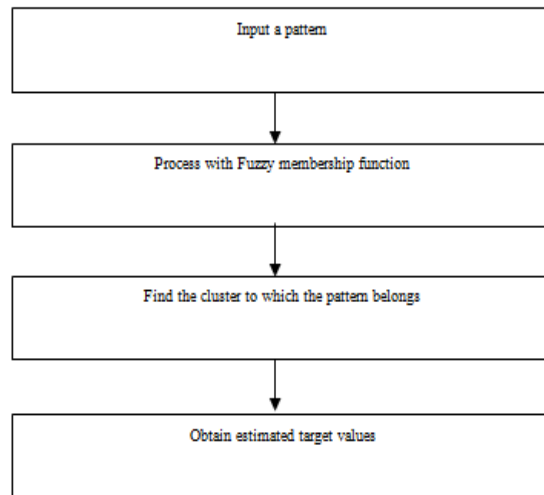 Input a pattern
Process with Fuzzy membership function
Find the cluster to which the pattern belongs
Obtain estimated target values